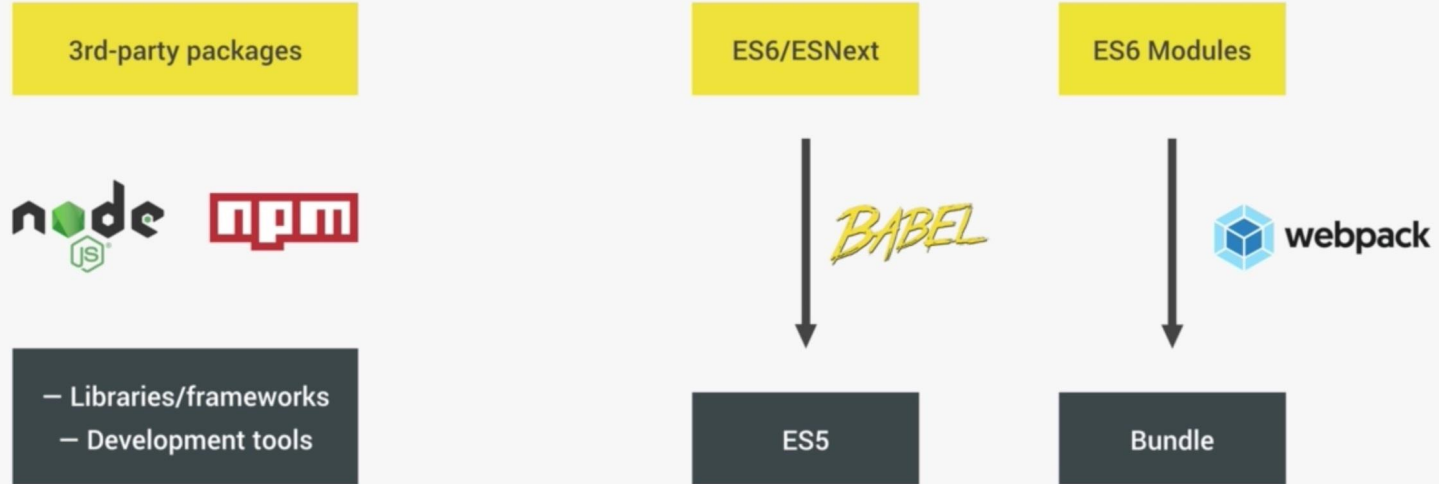 3rd-party packages
ES6/ESNext
ES6 Modules
node
JS
npm
BABEL
webpack
— Libraries/frameworks
— Development tools
ES5
Bundle